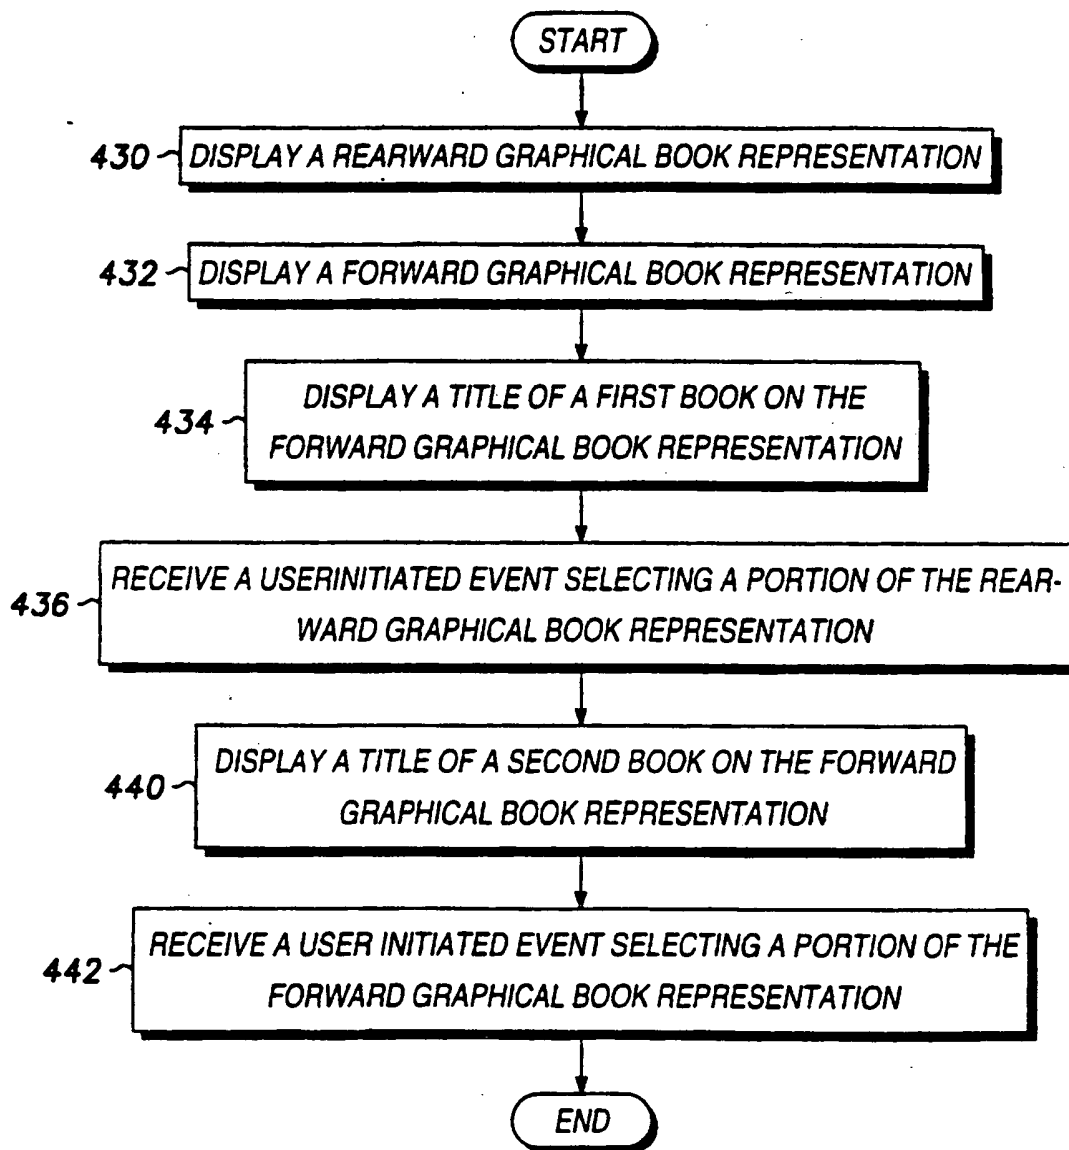 START
430
DISPLAY A REARWARD GRAPHICAL BOOK REPRESENTATION
432
DISPLAY A FORWARD GRAPHICAL BOOK REPRESENTATION
434
DISPLAY A TITLE OF A FIRST BOOK ON THE
FORWARD GRAPHICAL BOOK REPRESENTATION
436
RECEIVE A USERINITIATED EVENT SELECTING A PORTION OF THE REAR-
WARD GRAPHICAL BOOK REPRESENTATION
440
DISPLAY A TITLE OF A SECOND BOOK ON THE FORWARD
GRAPHICAL BOOK REPRESENTATION
442
RECEIVE A USER INITIATED EVENT SELECTING A PORTION OF THE
FORWARD GRAPHICAL BOOK REPRESENTATION
END